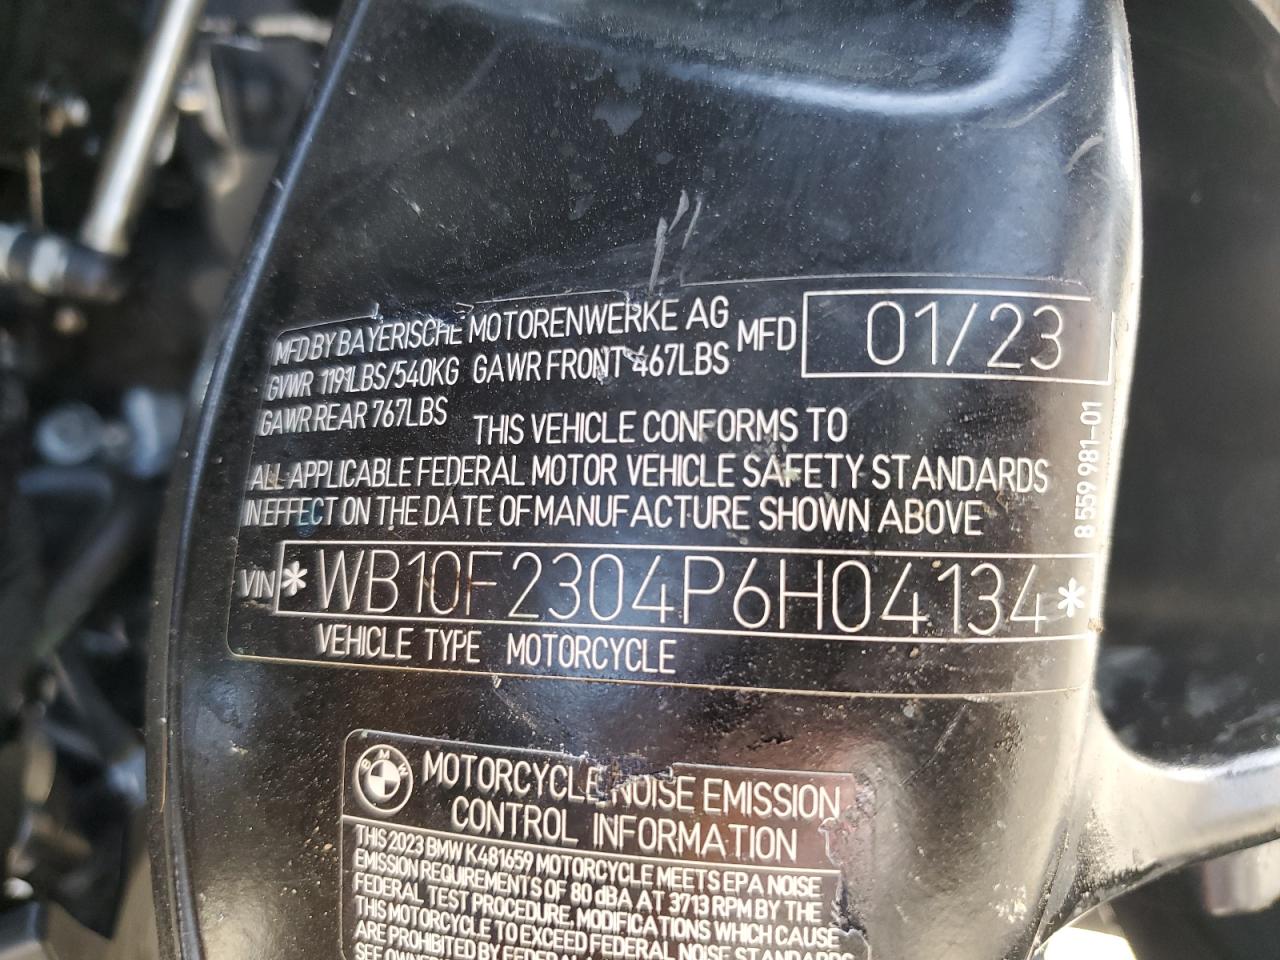 MFD BY BAYERISCHE MOTORENWERKE AG MFD 01/23
GVWR 1191LBS/540KG GAWR FRONT 467LBS
GAWR REAR 767LBS THIS VEHICLE CONFORMS TO
ALL APPLICABLE FEDERAL MOTOR VEHICLE SAFETY STANDARDS
IN EFFECT ON THE DATE OF MANUFACTURE SHOWN ABOVE
8 559 981-01
VIN *WB10F2304P6H04134*
VEHICLE TYPE MOTORCYCLE
BMW MOTORCYCLE NOISE EMISSION
CONTROL INFORMATION
THIS 2023 BMW K481659 MOTORCYCLE MEETS EPA NOISE
EMISSION REQUIREMENTS OF 80 dBA AT 3713 RPM BY THE
FEDERAL TEST PROCEDURE. MODIFICATIONS WHICH CAUSE
THIS MOTORCYCLE TO EXCEED FEDERAL NOISE STANDARDS
ARE PROHIBITED BY FEDERAL
SEE